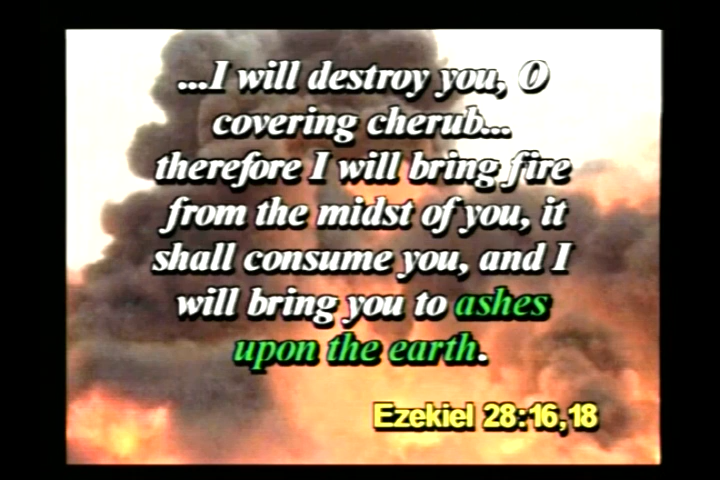 ...I will destroy you, O
covering cherub...
therefore I will bring fire
from the midst of you, it
shall consume you, and I
will bring you to ashes
upon the earth.
Ezekiel 28:16,18